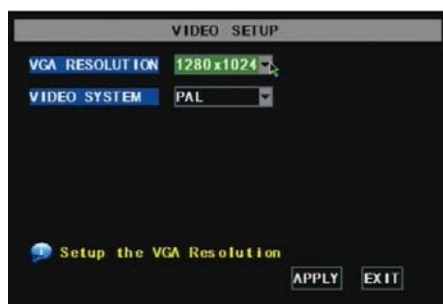 VIDEO SETUP
VGA RESOLUTION 1280x1024
VIDEO SYSTEM PAL
Setup the VGA Resolution
APPLY EXIT